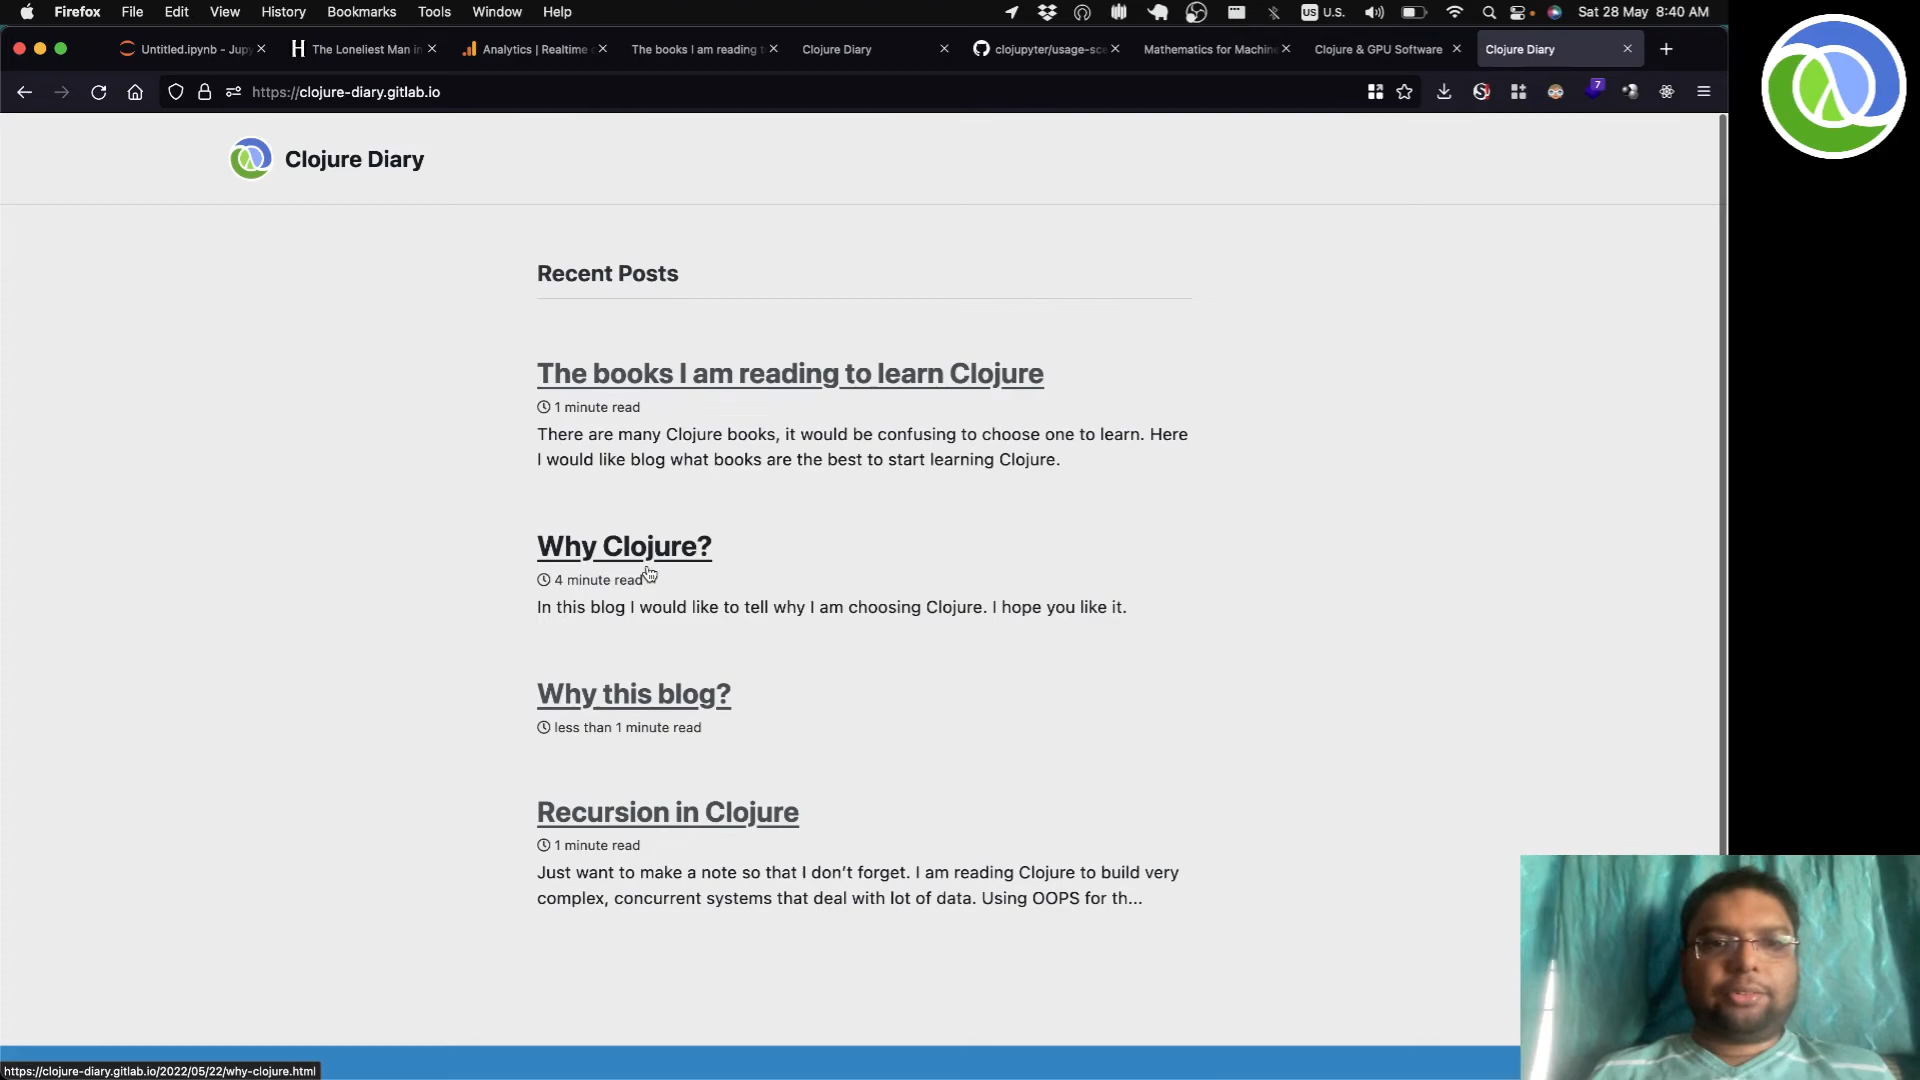 Firefox File Edit View History Bookmarks Tools Window Help US U.S. Sat 28 May 8:40 AM
Untitled.ipynb - Jupy The Loneliest Man in Analytics | Realtime The books I am reading t Clojure Diary clojupyter/usage-sce Mathematics for Machin Clojure & GPU Software Clojure Diary
https://clojure-diary.gitlab.io 7
Clojure Diary
Recent Posts
The books I am reading to learn Clojure
1 minute read
There are many Clojure books, it would be confusing to choose one to learn. Here
I would like blog what books are the best to start learning Clojure.
Why Clojure?
4 minute read
In this blog I would like to tell why I am choosing Clojure. I hope you like it.
Why this blog?
less than 1 minute read
Recursion in Clojure
1 minute read
Just want to make a note so that I don't forget. I am reading Clojure to build very
complex, concurrent systems that deal with lot of data. Using OOPS for th...
https://clojure-diary.gitlab.io/2022/05/22/why-clojure.html